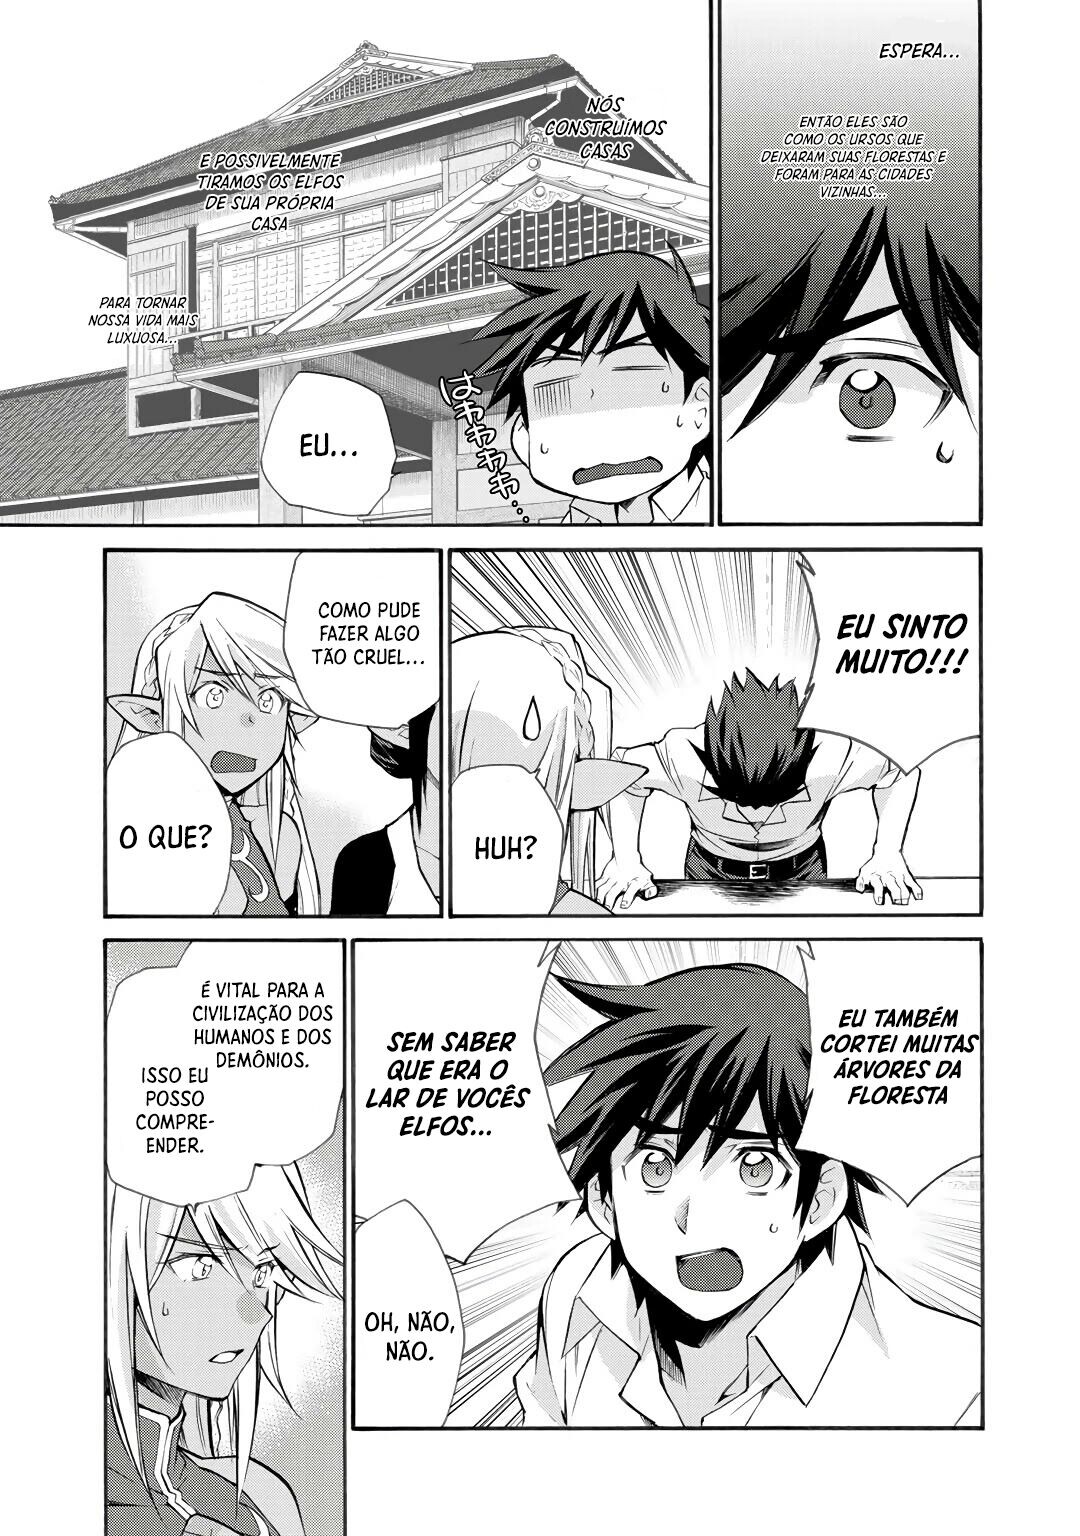 ESPERA...
ENTÃO ELES SÃO
COMO OS URSOS QUE
DEIXARAM SUAS FLORESTAS E
FORAM PARA AS CIDADES
VIZINHAS...
NÓS
CONSTRUÍMOS
CASAS
E POSSIVELMENTE
TIRAMOS OS ELFOS
DE SUA PRÓPRIA
CASA
PARA TORNAR
NOSSA VIDA MAIS
LUXUOSA...
はわわわわ...
EU...
EU SINTO
MUITO!!!
HUH?
COMO PUDE
FAZER ALGO
TÃO CRUEL...
O QUE?
EU TAMBÉM
CORTEI MUITAS
ÁRVORES DA
FLORESTA
SEM SABER
QUE ERA O
LAR DE VOCÊS
ELFOS...
OH, NÃO,
NÃO.
É VITAL PARA A
CIVILIZAÇÃO DOS
HUMANOS E DOS
DEMÔNIOS.
ISSO EU
POSSO
COMPRE-
ENDER.